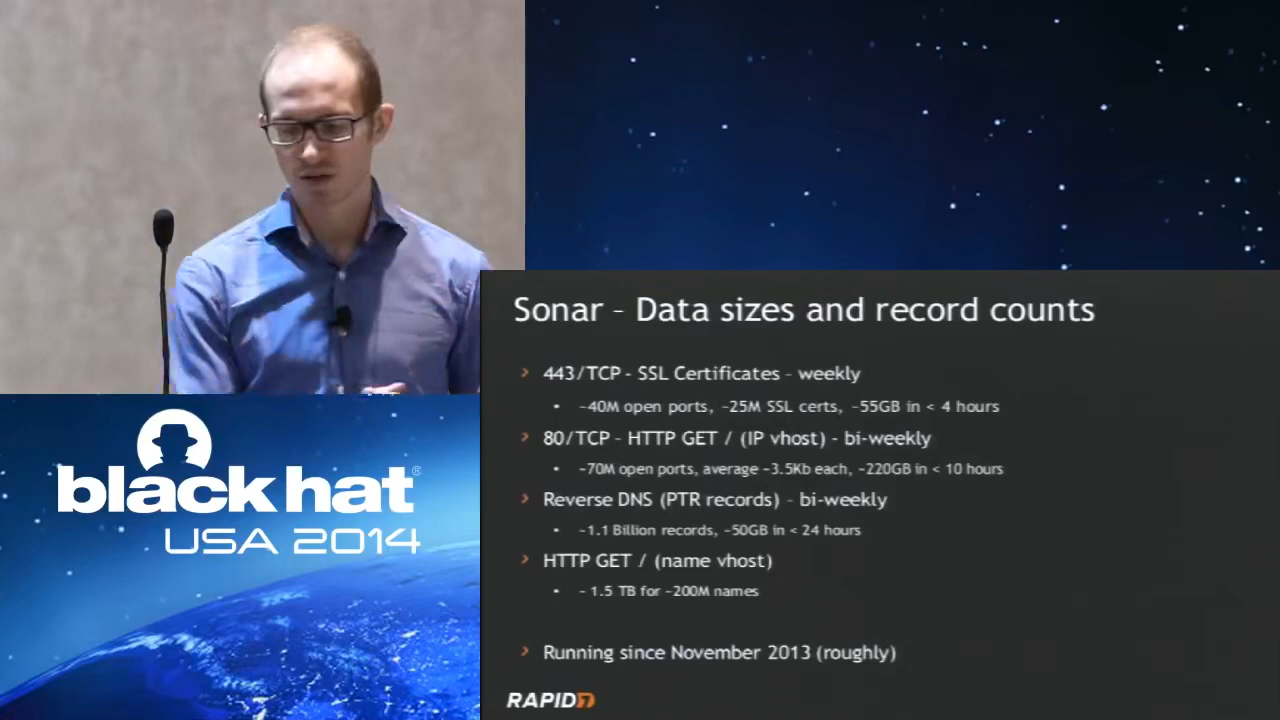 black hat®
USA 2014
Sonar – Data sizes and record counts
443/TCP - SSL Certificates – weekly
~40M open ports, ~25M SSL certs, ~55GB in < 4 hours
80/TCP – HTTP GET / (IP vhost) - bi-weekly
~70M open ports, average ~3.5Kb each, ~220GB in < 10 hours
Reverse DNS (PTR records) – bi-weekly
~1.1 Billion records, ~50GB in < 24 hours
HTTP GET / (name vhost)
~ 1.5 TB for ~200M names
Running since November 2013 (roughly)
RAPID7